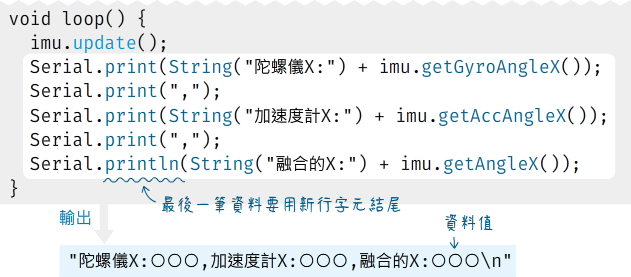 void loop() {
  imu.update();
  Serial.print(String("陀螺儀X:") + imu.getGyroAngleX());
  Serial.print(",");
  Serial.print(String("加速度計X:") + imu.getAccAngleX());
  Serial.print(",");
  Serial.println(String("融合的X:") + imu.getAngleX());
}
最後一筆資料要用新行字元結尾
輸出
資料值
"陀螺儀X:○○○,加速度計X:○○○,融合的X:○○○\n"